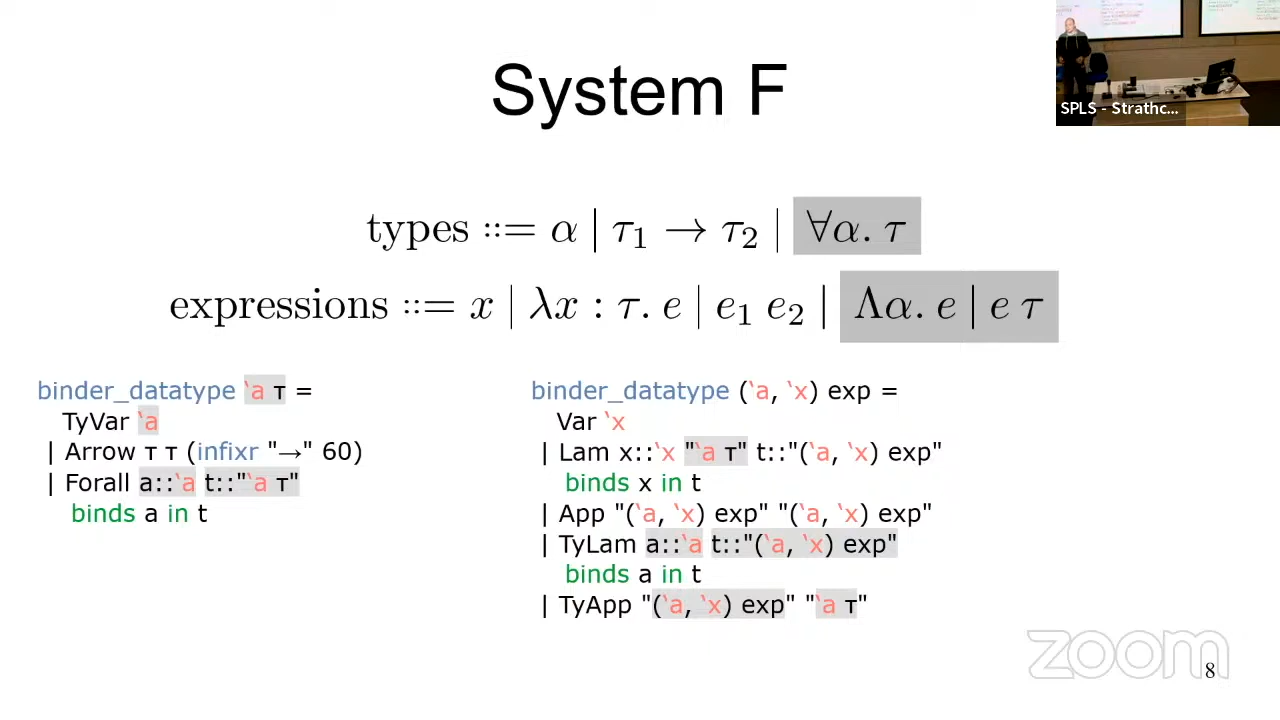 System F
SPLS - Strathc...
types ::= α | τ₁ → τ₂ | ∀α. τ
expressions ::= x | λx : τ. e | e₁ e₂ | Λα. e | e τ
binder_datatype ‘a τ =
TyVar ‘a
| Arrow τ τ (infixr "→" 60)
| Forall a::‘a t::"‘a τ"
binds a in t
binder_datatype (‘a, ‘x) exp =
Var ‘x
| Lam x::‘x "‘a τ" t::"(‘a, ‘x) exp"
binds x in t
| App "(‘a, ‘x) exp" "(‘a, ‘x) exp"
| TyLam a::‘a t::"(‘a, ‘x) exp"
binds a in t
| TyApp "(‘a, ‘x) exp" "‘a τ"
zoom
8